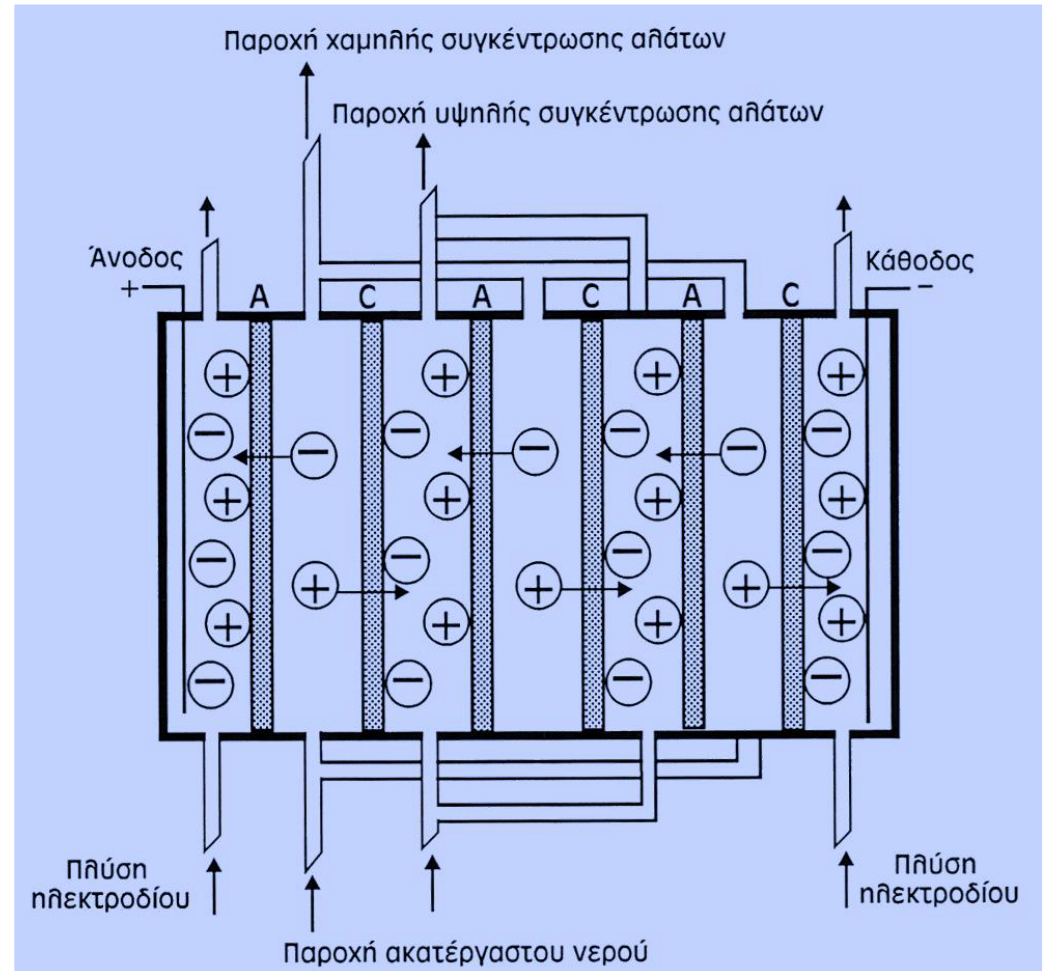 Παροχή χαμηλής συγκέντρωσης αλάτων
Παροχή υψηλής συγκέντρωσης αλάτων
Άνοδος
+
Κάθοδος
−
A C A C A C
+ + + +
− − − −
− − −
+ + + +
− − − −
+ + +
+ + + +
− − − −
Πλύση
ηλεκτροδίου
Πλύση
ηλεκτροδίου
Παροχή ακατέργαστου νερού